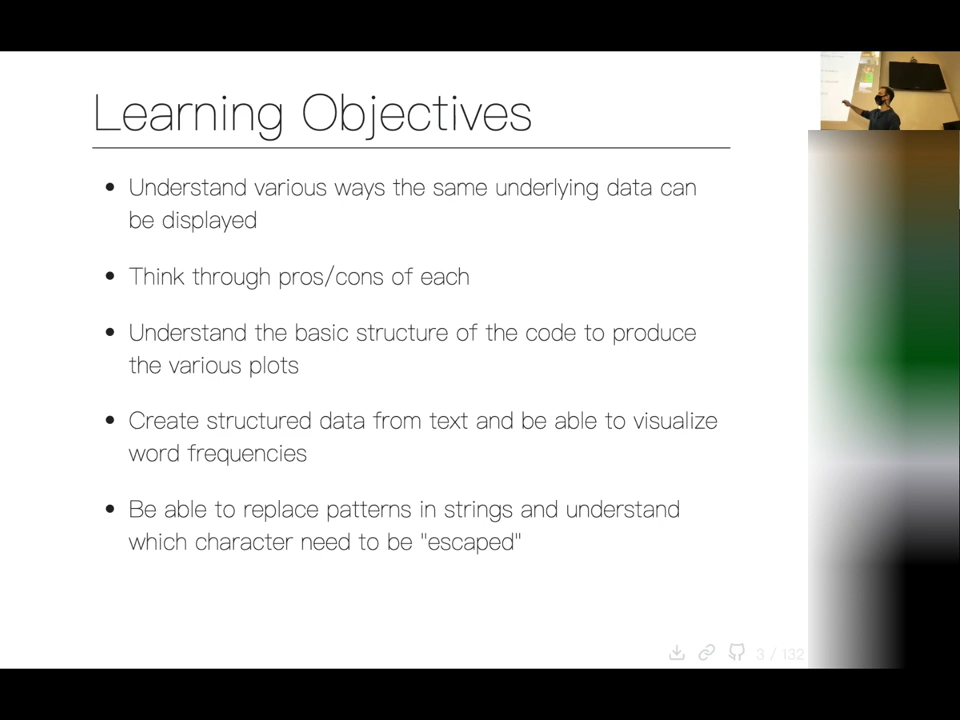 Learning Objectives
• Understand various ways the same underlying data can
be displayed
• Think through pros/cons of each
• Understand the basic structure of the code to produce
the various plots
• Create structured data from text and be able to visualize
word frequencies
• Be able to replace patterns in strings and understand
which character need to be "escaped"
3 / 132